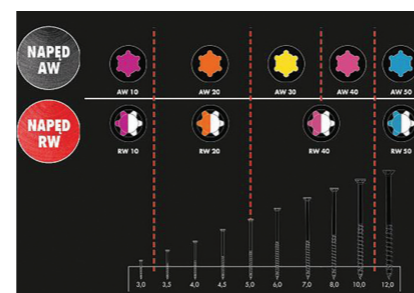 NAPĘD
AW
AW 10
AW 20
AW 30
AW 40
AW 50
NAPĘD
RW
RW 10
RW 20
RW 40
RW 50
3,0
3,5
4,0
4,5
5,0
6,0
7,0
8,0
10,0
12,0